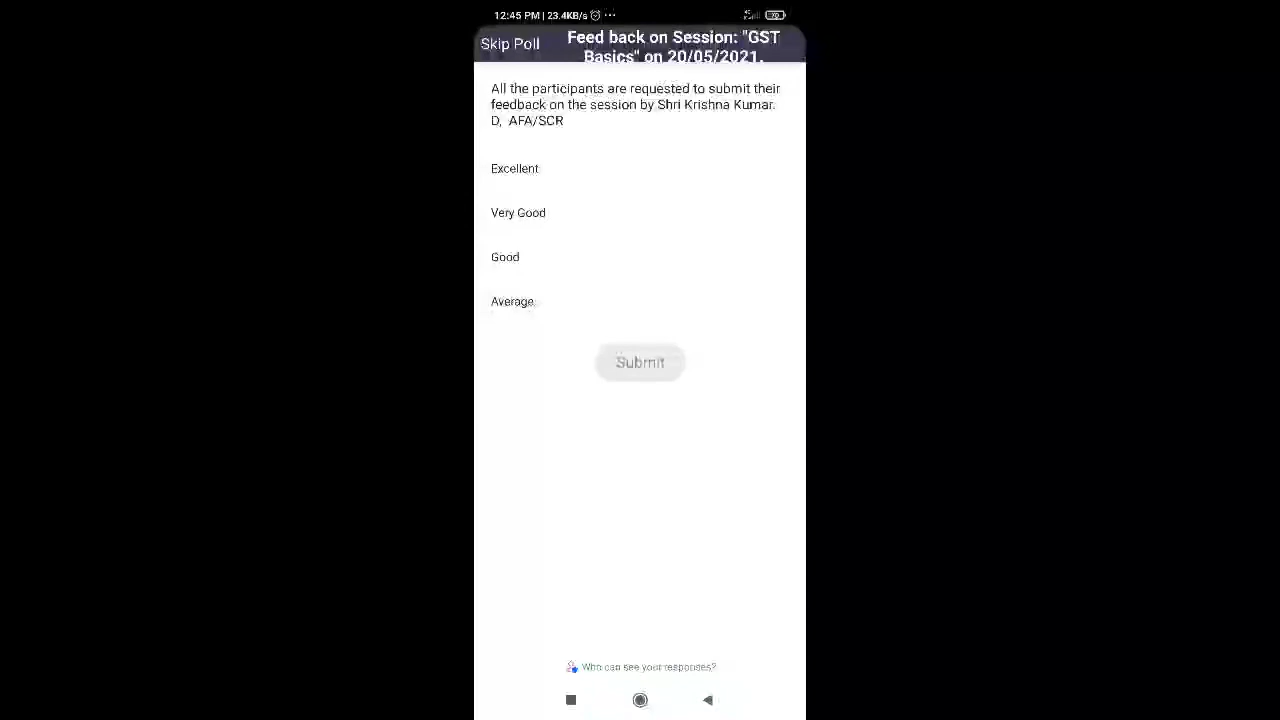 12:45 PM | 23.4KB/s ...
Skip Poll
Feed back on Session: "GST
Basics" on 20/05/2021.
All the participants are requested to submit their
feedback on the session by Shri Krishna Kumar.
D, AFA/SCR
Excellent
Very Good
Good
Average
Submit
Who can see your responses?